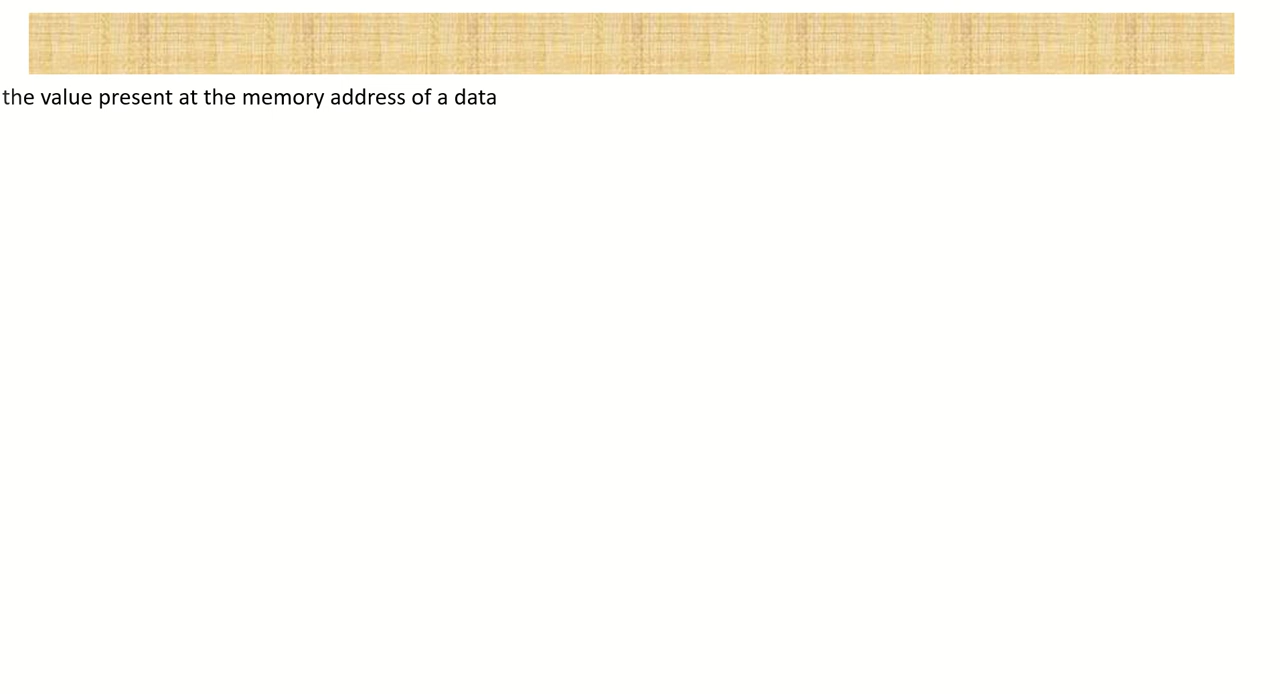 the value present at the memory address of a data